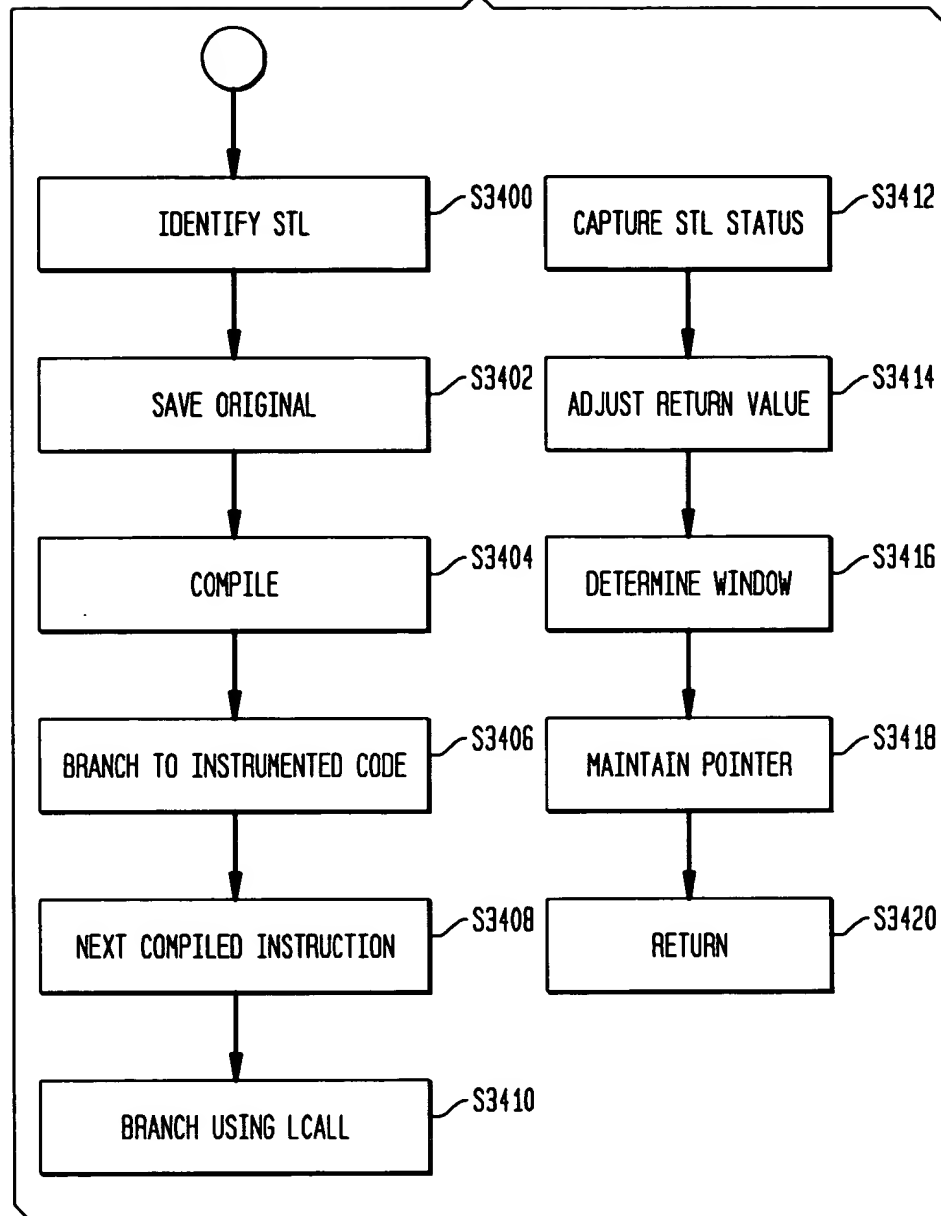 IDENTIFY STL
S3400
SAVE ORIGINAL
S3402
COMPILE
S3404
BRANCH TO INSTRUMENTED CODE
S3406
NEXT COMPILED INSTRUCTION
S3408
BRANCH USING LCALL
S3410
CAPTURE STL STATUS
S3412
ADJUST RETURN VALUE
S3414
DETERMINE WINDOW
S3416
MAINTAIN POINTER
S3418
RETURN
S3420